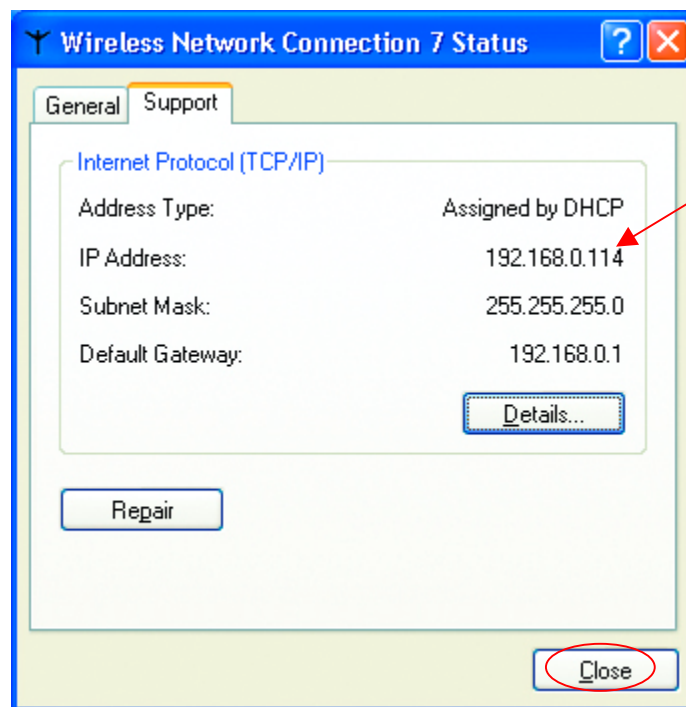 Wireless Network Connection 7 Status
General Support
Internet Protocol (TCP/IP)
Address Type: Assigned by DHCP
IP Address: 192.168.0.114
Subnet Mask: 255.255.255.0
Default Gateway: 192.168.0.1
Details...
Repair
Close